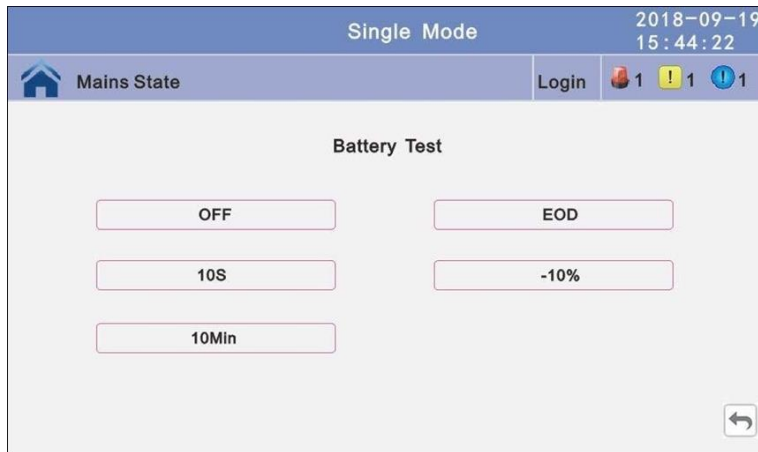 Single Mode
2018-09-19
15:44:22
Mains State
Login
1
! 1
! 1
Battery Test
OFF
EOD
10S
-10%
10Min